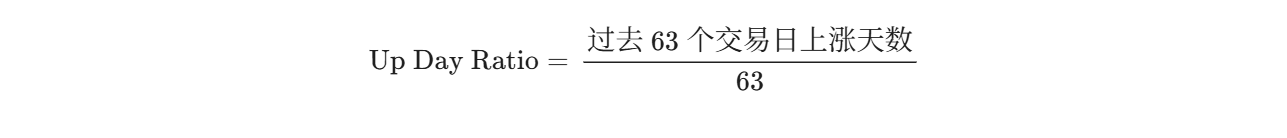 Up Day Ratio = 过去 63 个交易日上涨天数 / 63